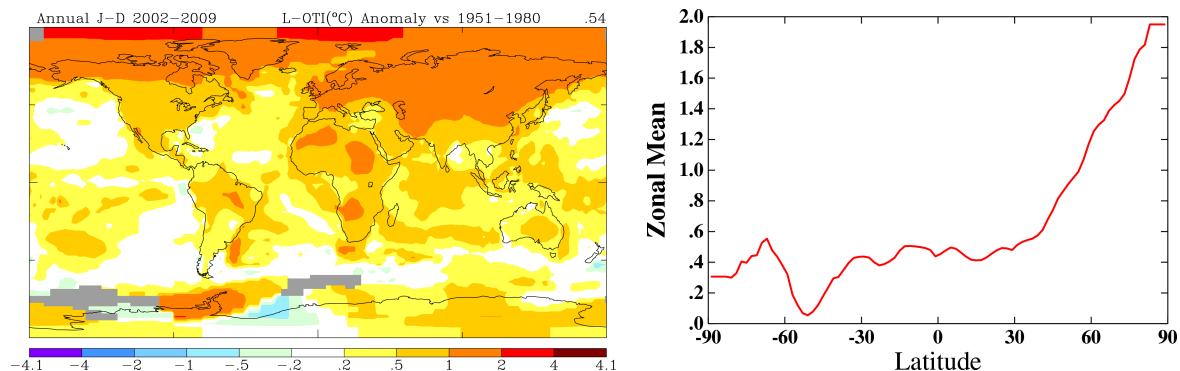 Annual J-D 2002-2009 L-OTI(°C) Anomaly vs 1951-1980 .54
-4.1 -4 -2 -1 -.5 -.2 .2 .5 1 2 4 4.1
2.0
1.8
1.6
1.4
1.2
1.0
.8
.6
.4
.2
.0
Zonal Mean
-90 -60 -30 0 30 60 90
Latitude